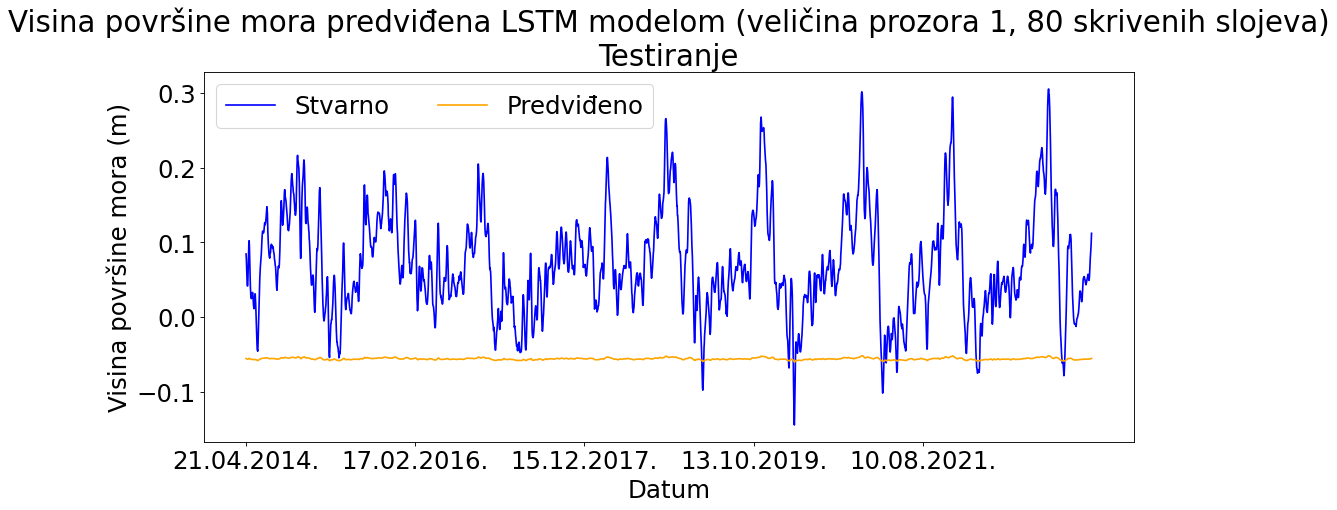 Visina površine mora predviđena LSTM modelom (veličina prozora 1, 80 skrivenih slojeva)
Testiranje
Stvarno Predviđeno
Visina površine mora (m)
0.3
0.2
0.1
0.0
−0.1
21.04.2014. 17.02.2016. 15.12.2017. 13.10.2019. 10.08.2021.
Datum